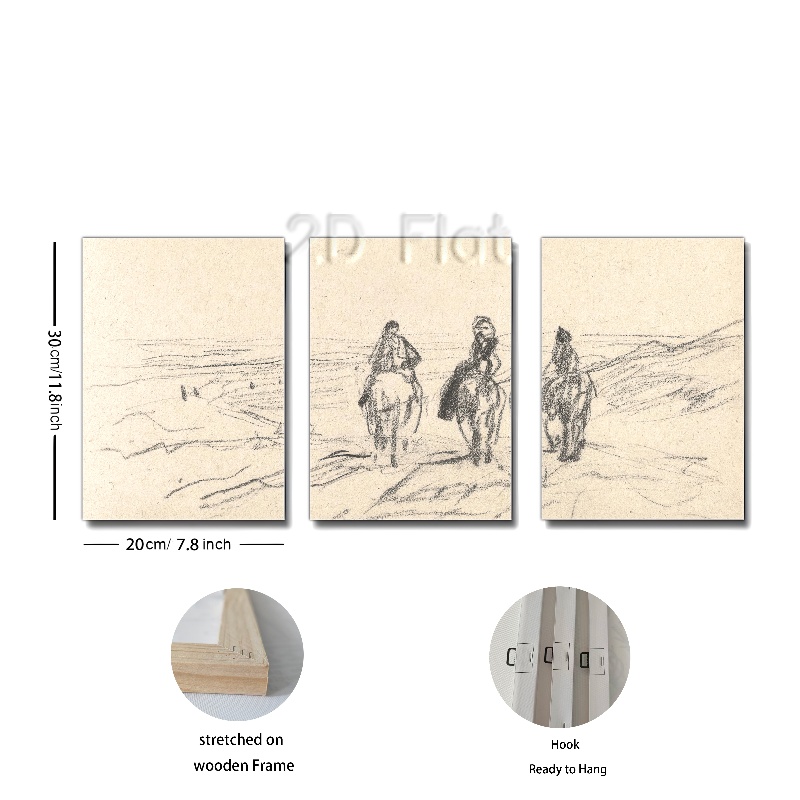 2D Flat
30cm/11.8inch
20cm/ 7.8 inch
stretched on
wooden Frame
Hook
Ready to Hang